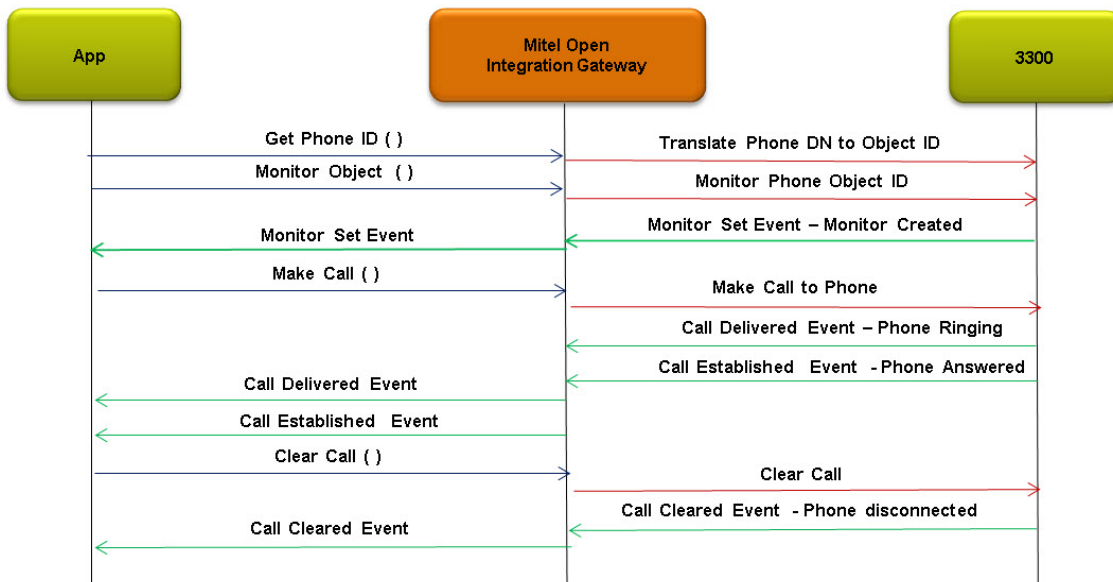 App
Mitel Open
Integration Gateway
3300
Get Phone ID ( )
Translate Phone DN to Object ID
Monitor Object ( )
Monitor Phone Object ID
Monitor Set Event – Monitor Created
Monitor Set Event
Make Call ( )
Make Call to Phone
Call Delivered Event – Phone Ringing
Call Established Event - Phone Answered
Call Delivered Event
Call Established Event
Clear Call ( )
Clear Call
Call Cleared Event - Phone disconnected
Call Cleared Event